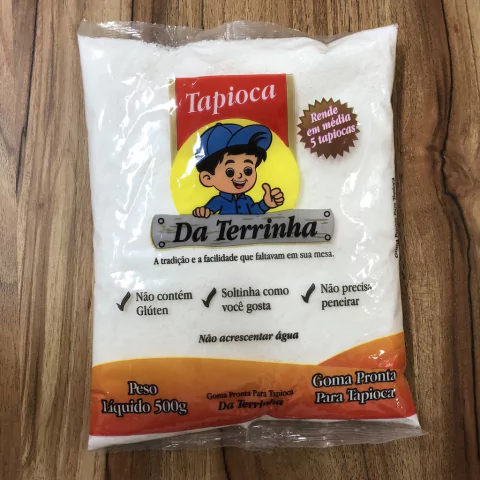 Tapioca
Rende
em média
5 tapiocas
Da Terrinha
A tradição e a facilidade que faltavam em sua mesa.
Não contém
Glúten
Soltinha como
você gosta
Não precisa
peneirar
Não acrescentar água
Peso
Líquido 500g
Goma Pronta Para Tapioca
Da Terrinha
Goma Pronta
Para Tapioca